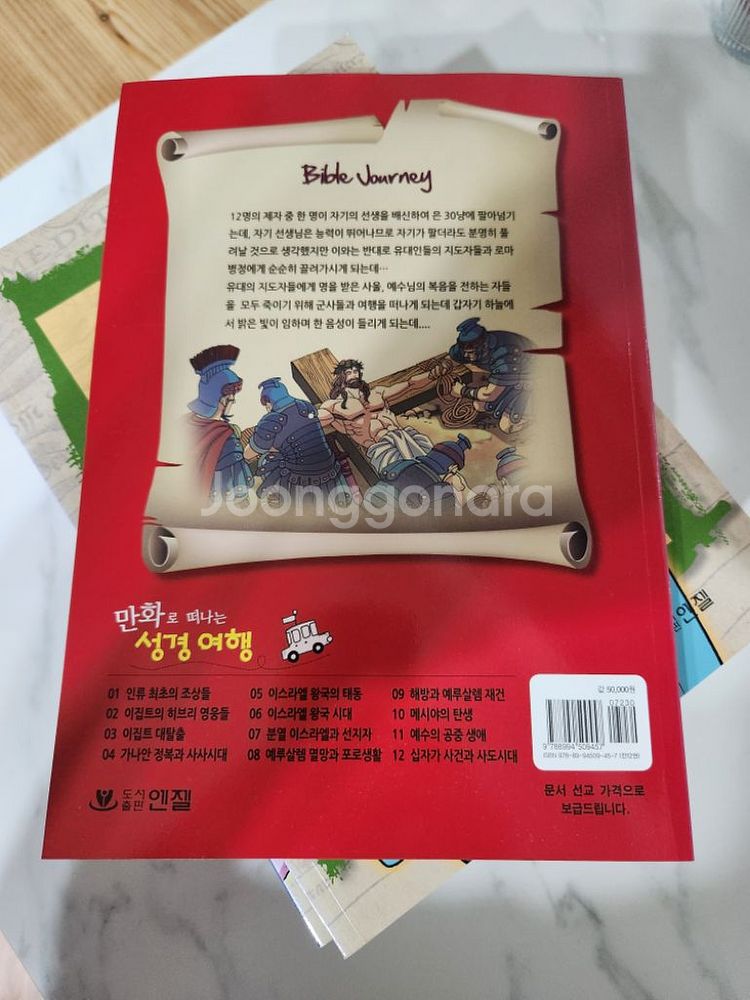 Bible Journey
12명의 제자 중 한 명이 자기의 선생을 배신하여 은 30냥에 팔아넘기
는데, 자기 선생님은 능력이 뛰어나므로 자기가 팔더라도 분명히 풀
려날 것으로 생각했지만 이와는 반대로 유대인들의 지도자들과 로마
병정에게 순순히 끌려가시게 되는데…
유대의 지도자들에게 명을 받은 사울, 예수님의 복음을 전하는 자들
을 모두 죽이기 위해 군사들과 여행을 떠나게 되는데 갑자기 하늘에
서 밝은 빛이 임하며 한 음성이 들리게 되는데....
Joonggonara
만화로 떠나는
성경 여행
01 인류 최초의 조상들
02 이집트의 히브리 영웅들
03 이집트 대탈출
04 가나안 정복과 사사시대
05 이스라엘 왕국의 태동
06 이스라엘 왕국 시대
07 분열 이스라엘과 선지자
08 예루살렘 멸망과 포로생활
09 해방과 예루살렘 재건
10 메시야의 탄생
11 예수의 공중 생애
12 십자가 사건과 사도시대
값 50,000원
07230
9788994509457
ISBN 978-89-94509-45-7 (전12권)
문서 선교 가격으로
보급드립니다.
도서
출판 엔젤
엔젤